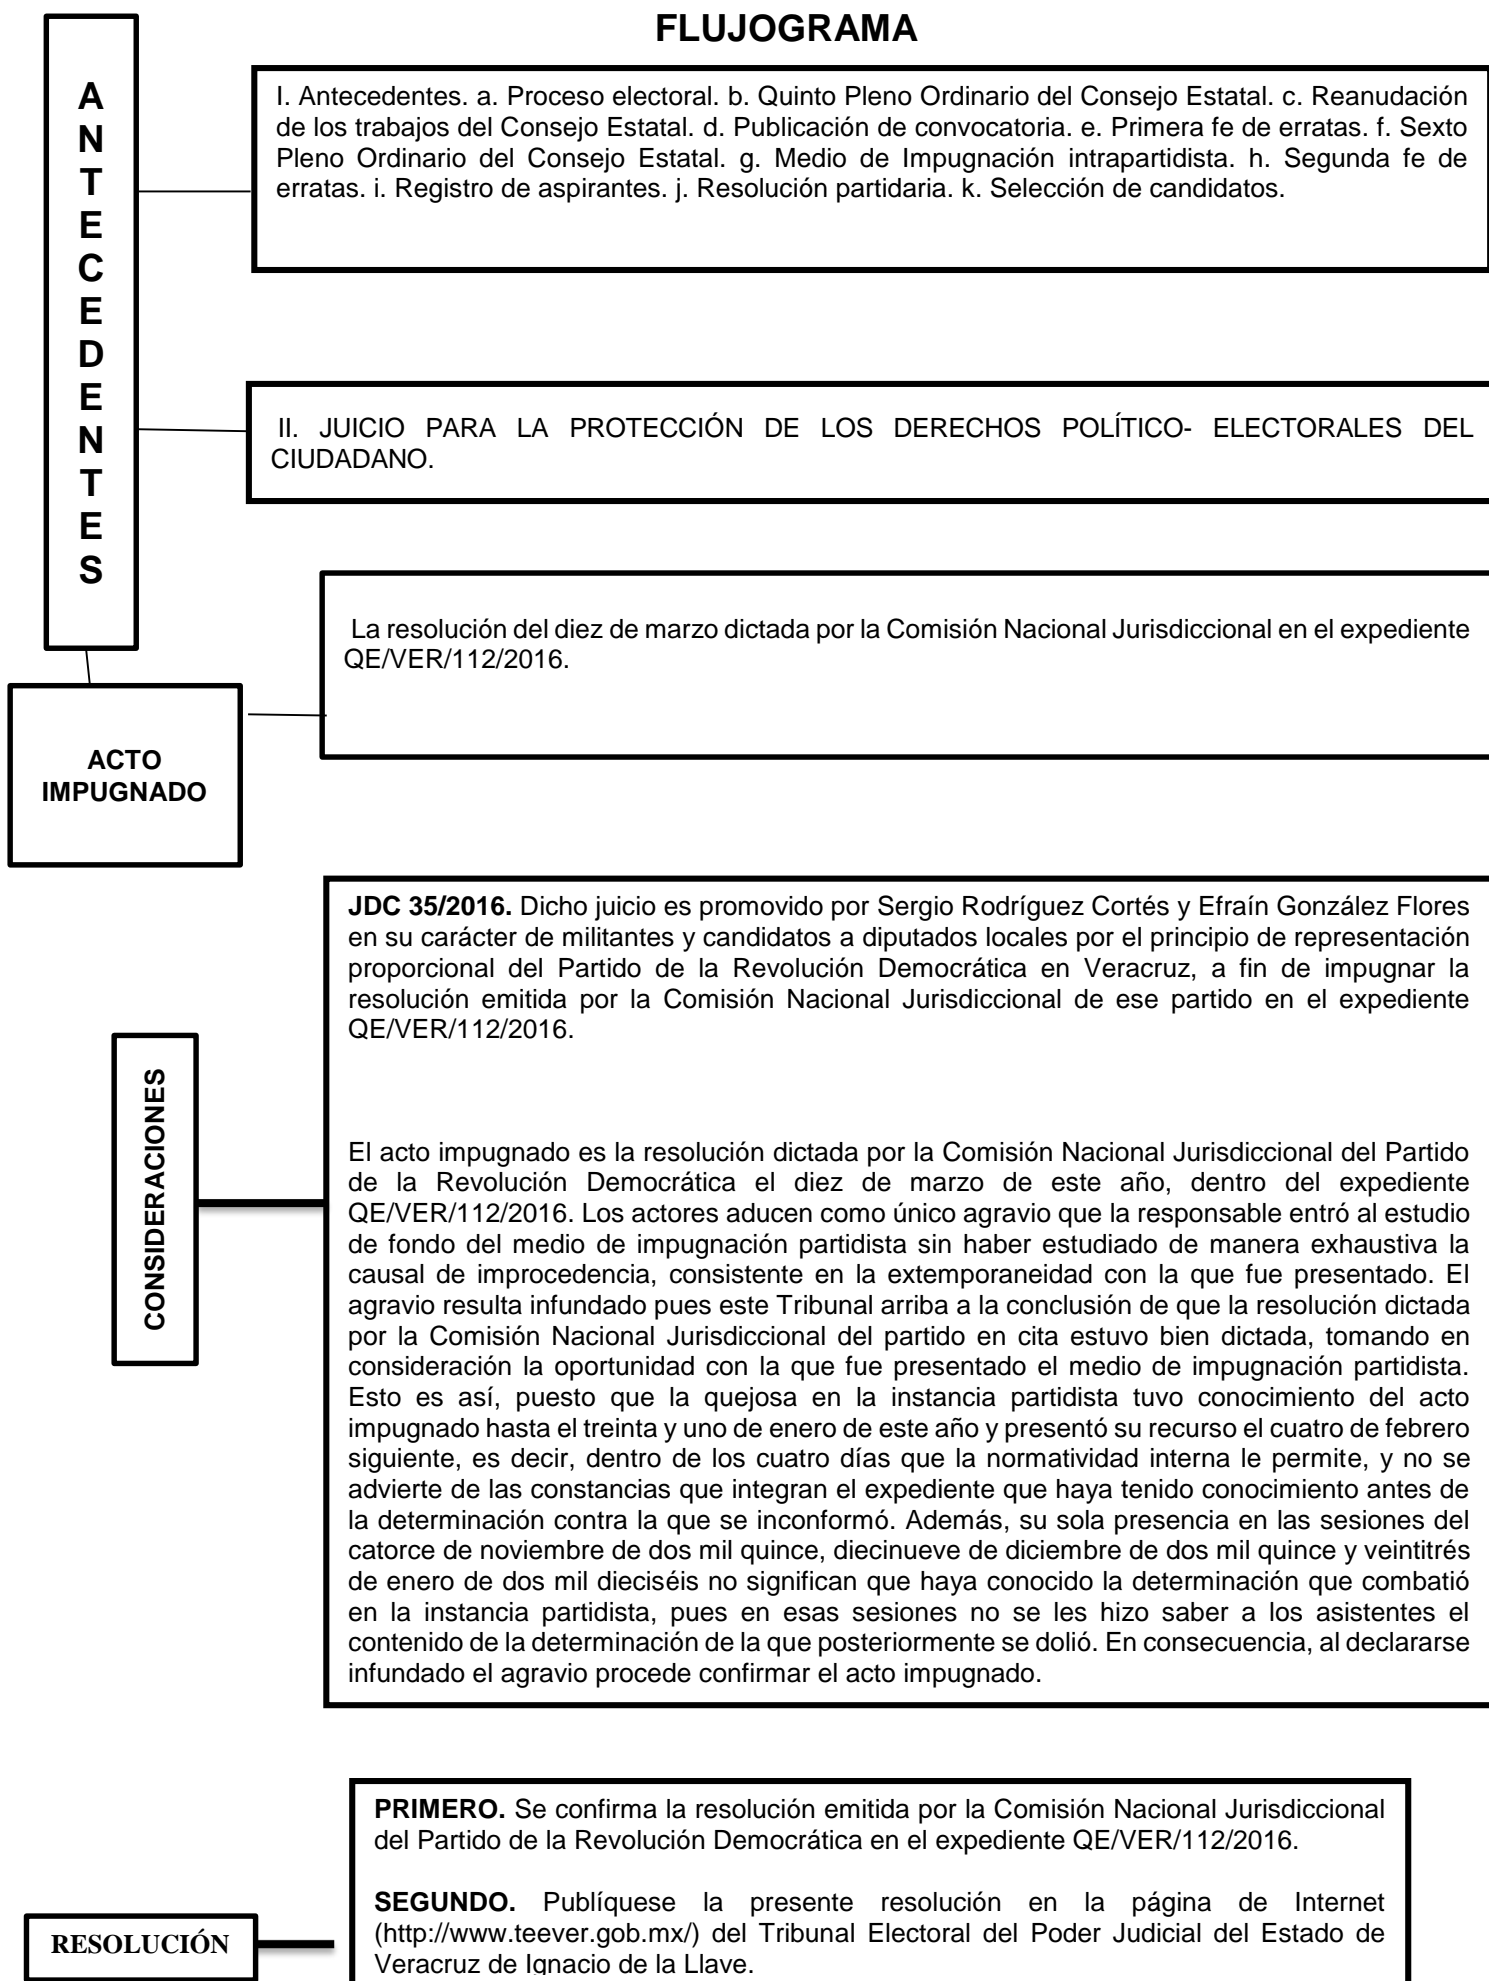 FLUJOGRAMA
ANTECEDENTES
I. Antecedentes. a. Proceso electoral. b. Quinto Pleno Ordinario del Consejo Estatal. c. Reanudación
de los trabajos del Consejo Estatal. d. Publicación de convocatoria. e. Primera fe de erratas. f. Sexto
Pleno Ordinario del Consejo Estatal. g. Medio de Impugnación intrapartidista. h. Segunda fe de
erratas. i. Registro de aspirantes. j. Resolución partidaria. k. Selección de candidatos.
II. JUICIO PARA LA PROTECCIÓN DE LOS DERECHOS POLÍTICO- ELECTORALES DEL
CIUDADANO.
ACTO
IMPUGNADO
La resolución del diez de marzo dictada por la Comisión Nacional Jurisdiccional en el expediente
QE/VER/112/2016.
CONSIDERACIONES
JDC 35/2016. Dicho juicio es promovido por Sergio Rodríguez Cortés y Efraín González Flores
en su carácter de militantes y candidatos a diputados locales por el principio de representación
proporcional del Partido de la Revolución Democrática en Veracruz, a fin de impugnar la
resolución emitida por la Comisión Nacional Jurisdiccional de ese partido en el expediente
QE/VER/112/2016.
El acto impugnado es la resolución dictada por la Comisión Nacional Jurisdiccional del Partido
de la Revolución Democrática el diez de marzo de este año, dentro del expediente
QE/VER/112/2016. Los actores aducen como único agravio que la responsable entró al estudio
de fondo del medio de impugnación partidista sin haber estudiado de manera exhaustiva la
causal de improcedencia, consistente en la extemporaneidad con la que fue presentado. El
agravio resulta infundado pues este Tribunal arriba a la conclusión de que la resolución dictada
por la Comisión Nacional Jurisdiccional del partido en cita estuvo bien dictada, tomando en
consideración la oportunidad con la que fue presentado el medio de impugnación partidista.
Esto es así, puesto que la quejosa en la instancia partidista tuvo conocimiento del acto
impugnado hasta el treinta y uno de enero de este año y presentó su recurso el cuatro de febrero
siguiente, es decir, dentro de los cuatro días que la normatividad interna le permite, y no se
advierte de las constancias que integran el expediente que haya tenido conocimiento antes de
la determinación contra la que se inconformó. Además, su sola presencia en las sesiones del
catorce de noviembre de dos mil quince, diecinueve de diciembre de dos mil quince y veintitrés
de enero de dos mil dieciséis no significan que haya conocido la determinación que combatió
en la instancia partidista, pues en esas sesiones no se les hizo saber a los asistentes el
contenido de la determinación de la que posteriormente se dolió. En consecuencia, al declararse
infundado el agravio procede confirmar el acto impugnado.
RESOLUCIÓN
PRIMERO. Se confirma la resolución emitida por la Comisión Nacional Jurisdiccional
del Partido de la Revolución Democrática en el expediente QE/VER/112/2016.
SEGUNDO. Publíquese la presente resolución en la página de Internet
(http://www.teever.gob.mx/) del Tribunal Electoral del Poder Judicial del Estado de
Veracruz de Ignacio de la Llave.